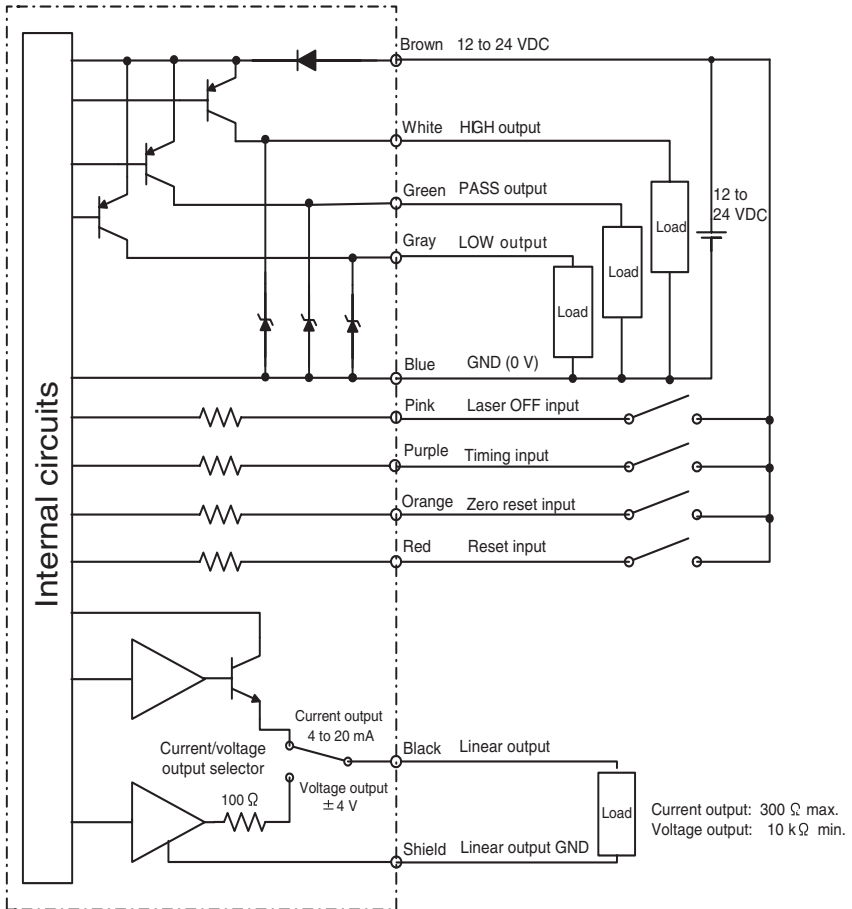 Internal circuits
Brown 12 to 24 VDC
White HIGH output
Green PASS output
Gray LOW output
12 to
24 VDC
Load
Load
Load
Blue GND (0 V)
Pink Laser OFF input
Purple Timing input
Orange Zero reset input
Red Reset input
Current output
4 to 20 mA
Current/voltage
output selector
Black Linear output
100 Ω
Voltage output
±4 V
Load
Current output: 300 Ω max.
Voltage output: 10 kΩ min.
Shield Linear output GND